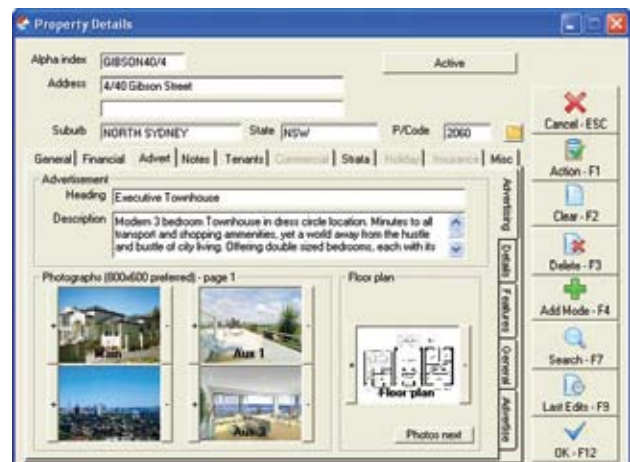 Property Details
Alpha index GIBSON40/4 Active
Address 4/40 Gibson Street
Suburb NORTH SYDNEY State NSW P/Code 2060
General Financial Advert Notes Tenants Commercial Strata Holiday Insurance Misc
Advertisement
Heading Executive Townhouse
Description Modern 3 bedroom Townhouse in dress circle location. Minutes to all
transport and shopping ammenities, yet a world away from the hustle
and bustle of city living. Offering double sized bedrooms, each with its
Photographs (800x600 preferred) - page 1
Floor plan
Main
Aux 1
Floor plan
Photos next
Advertising
Details
Features
General
Advertise
Cancel - ESC
Action - F1
Clear - F2
Delete - F3
Add Mode - F4
Search - F7
Last Edits - F9
OK - F12